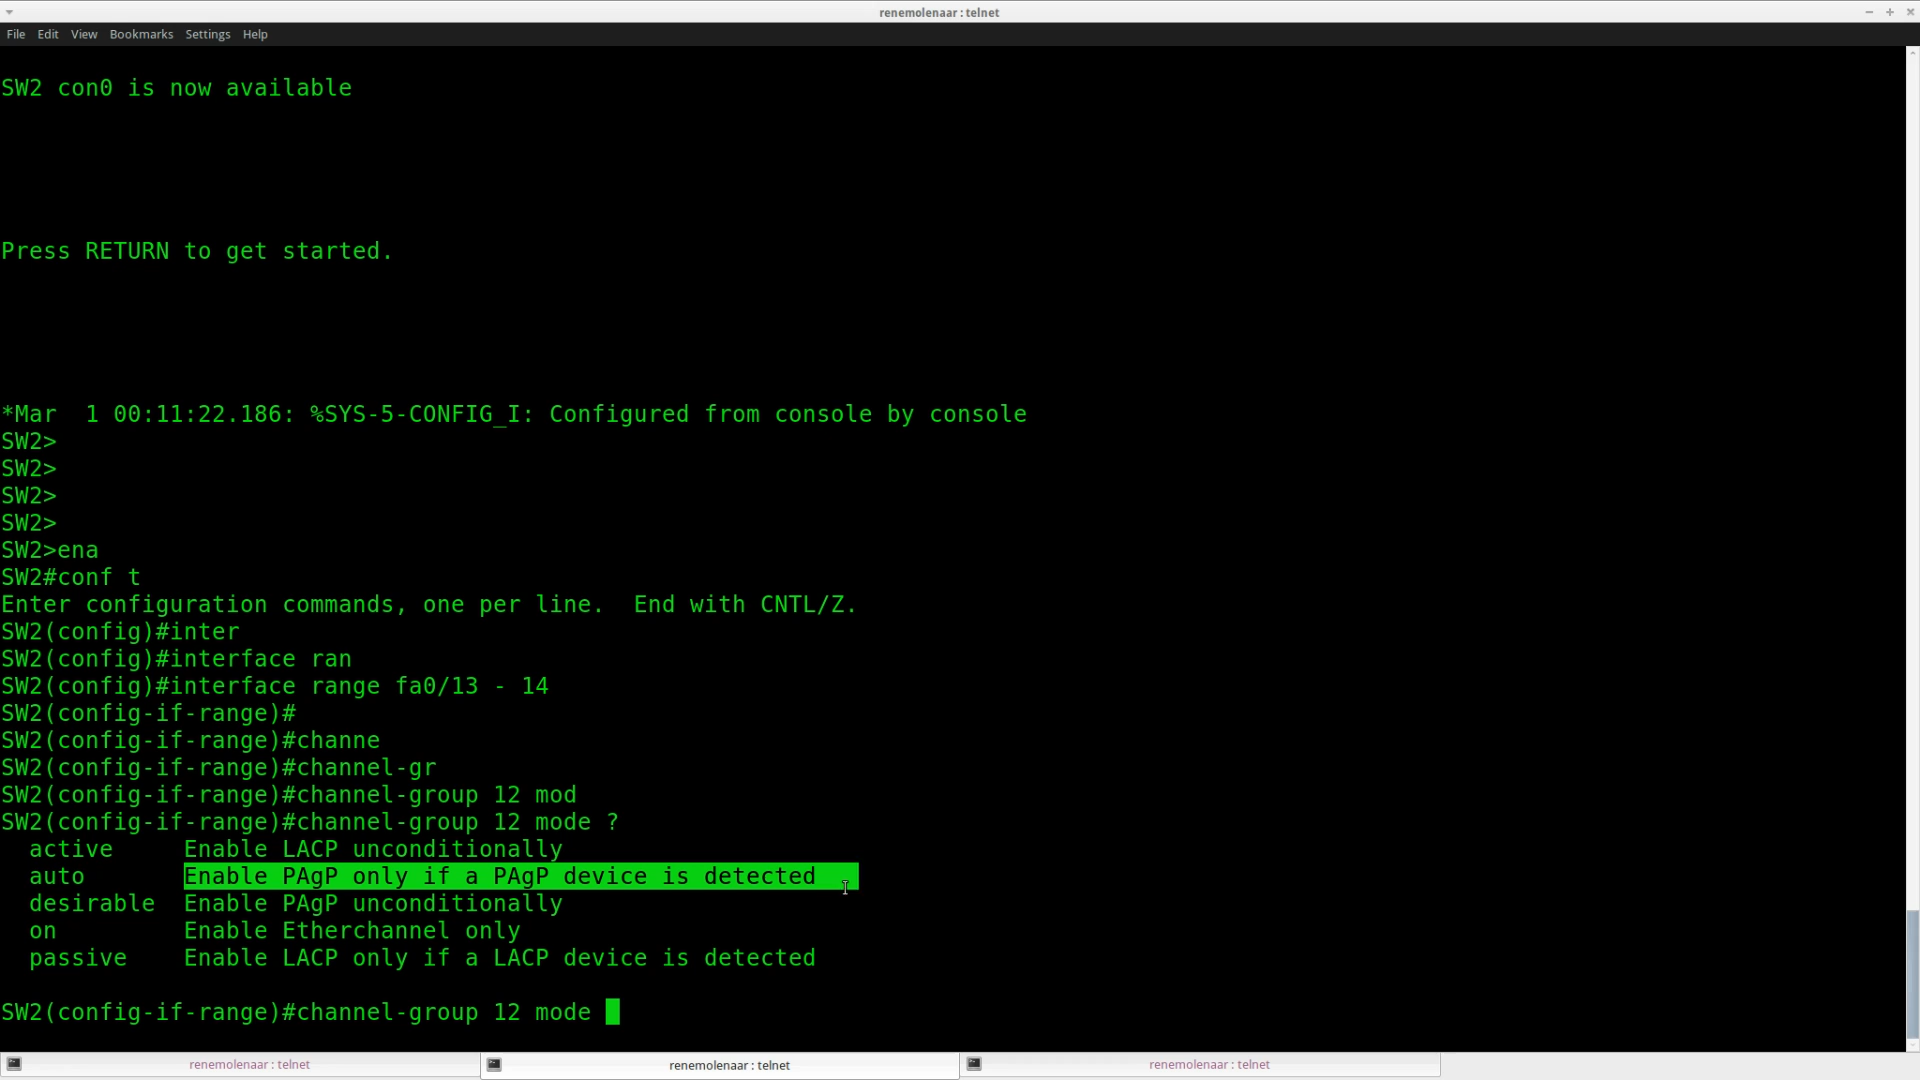 renemolenaar : telnet
File Edit View Bookmarks Settings Help
SW2 con0 is now available
Press RETURN to get started.
*Mar  1 00:11:22.186: %SYS-5-CONFIG_I: Configured from console by console
SW2>
SW2>
SW2>
SW2>
SW2>ena
SW2#conf t
Enter configuration commands, one per line.  End with CNTL/Z.
SW2(config)#inter
SW2(config)#interface ran
SW2(config)#interface range fa0/13 - 14
SW2(config-if-range)#
SW2(config-if-range)#channe
SW2(config-if-range)#channel-gr
SW2(config-if-range)#channel-group 12 mod
SW2(config-if-range)#channel-group 12 mode ?
  active     Enable LACP unconditionally
  auto       Enable PAgP only if a PAgP device is detected
  desirable  Enable PAgP unconditionally
  on         Enable Etherchannel only
  passive    Enable LACP only if a LACP device is detected
SW2(config-if-range)#channel-group 12 mode
renemolenaar : telnet renemolenaar : telnet renemolenaar : telnet